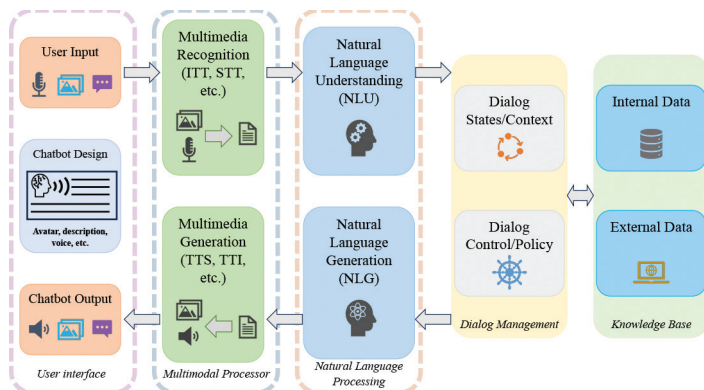 User Input
Chatbot Design
Avatar, description,
voice, etc.
Chatbot Output
User interface
Multimedia
Recognition
(ITT, STT,
etc.)
Multimedia
Generation
(TTS, TTI,
etc.)
Multimodal Processor
Natural
Language
Understanding
(NLU)
Natural
Language
Generation
(NLG)
Natural Language
Processing
Dialog
States/Context
Dialog
Control/Policy
Dialog Management
Internal Data
External Data
Knowledge Base